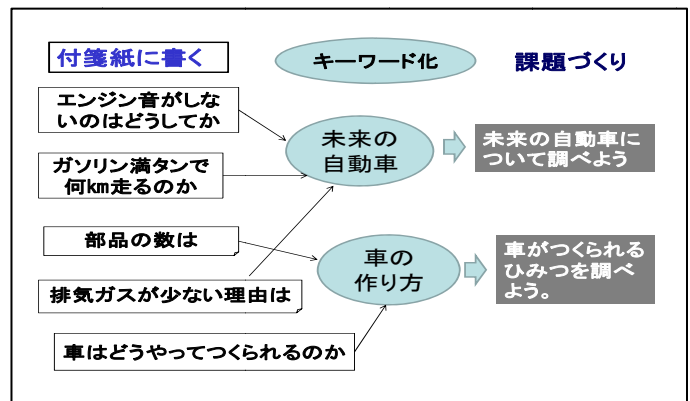 付箋紙に書く
キーワード化
課題づくり
エンジン音がしな
いのはどうしてか
ガソリン満タンで
何km走るのか
部品の数は
排気ガスが少ない理由は
車はどうやってつくられるのか
未来の
自動車
車の
作り方
未来の自動車に
ついて調べよう
車がつくられる
ひみつを調べ
よう。